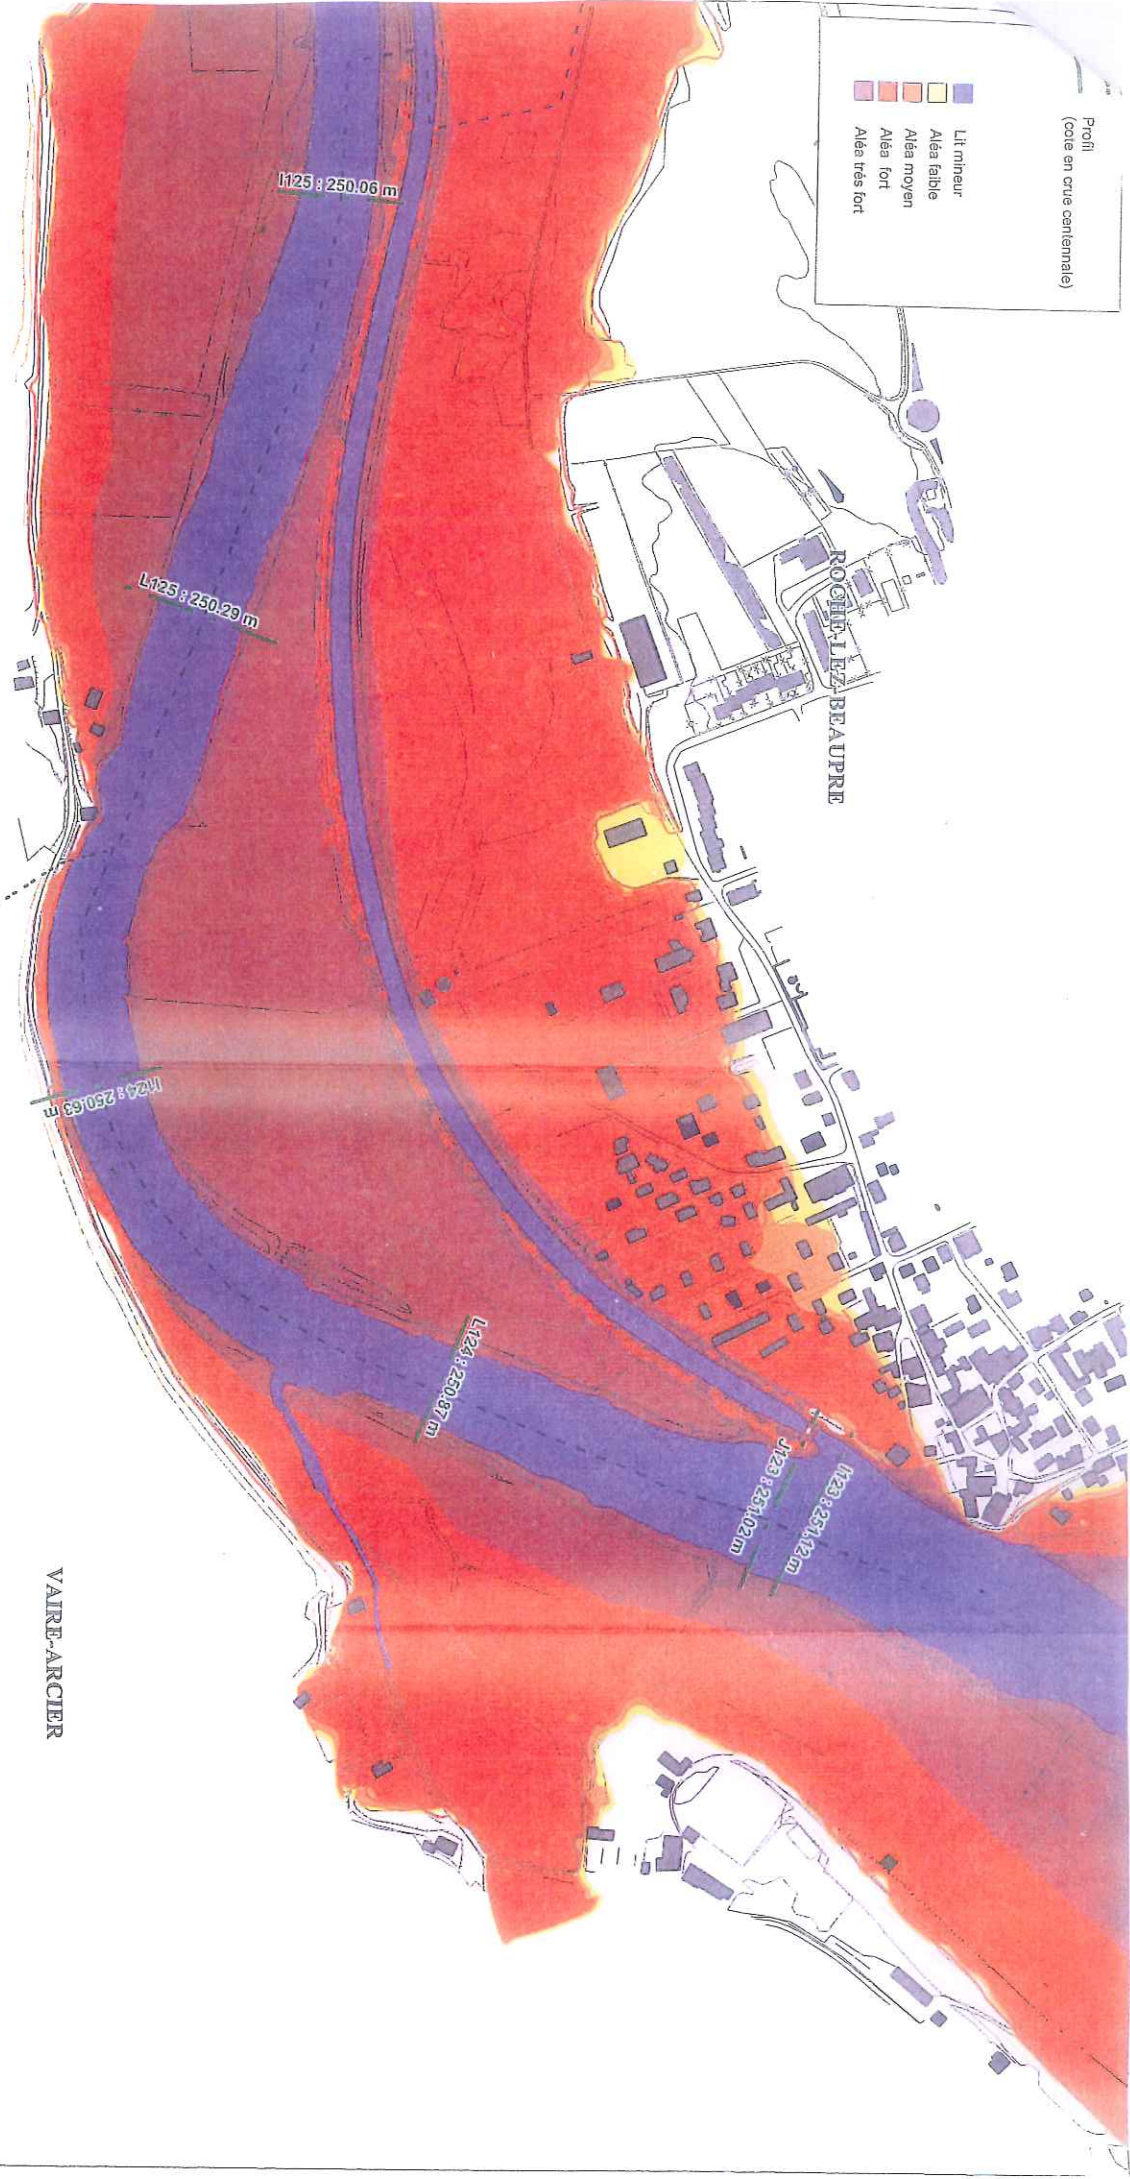 Profil
(cote en crue centennale)
Lit mineur
Aléa faible
Aléa moyen
Aléa fort
Aléa trés fort
ROCHE-LEZ-BEAUPRE
I125 : 250.06 m
L125 : 250.29 m
I124 : 250.63 m
L124 : 250.87 m
J123 : 251.02 m
I123 : 251.12 m
VAIRE-ARCIER